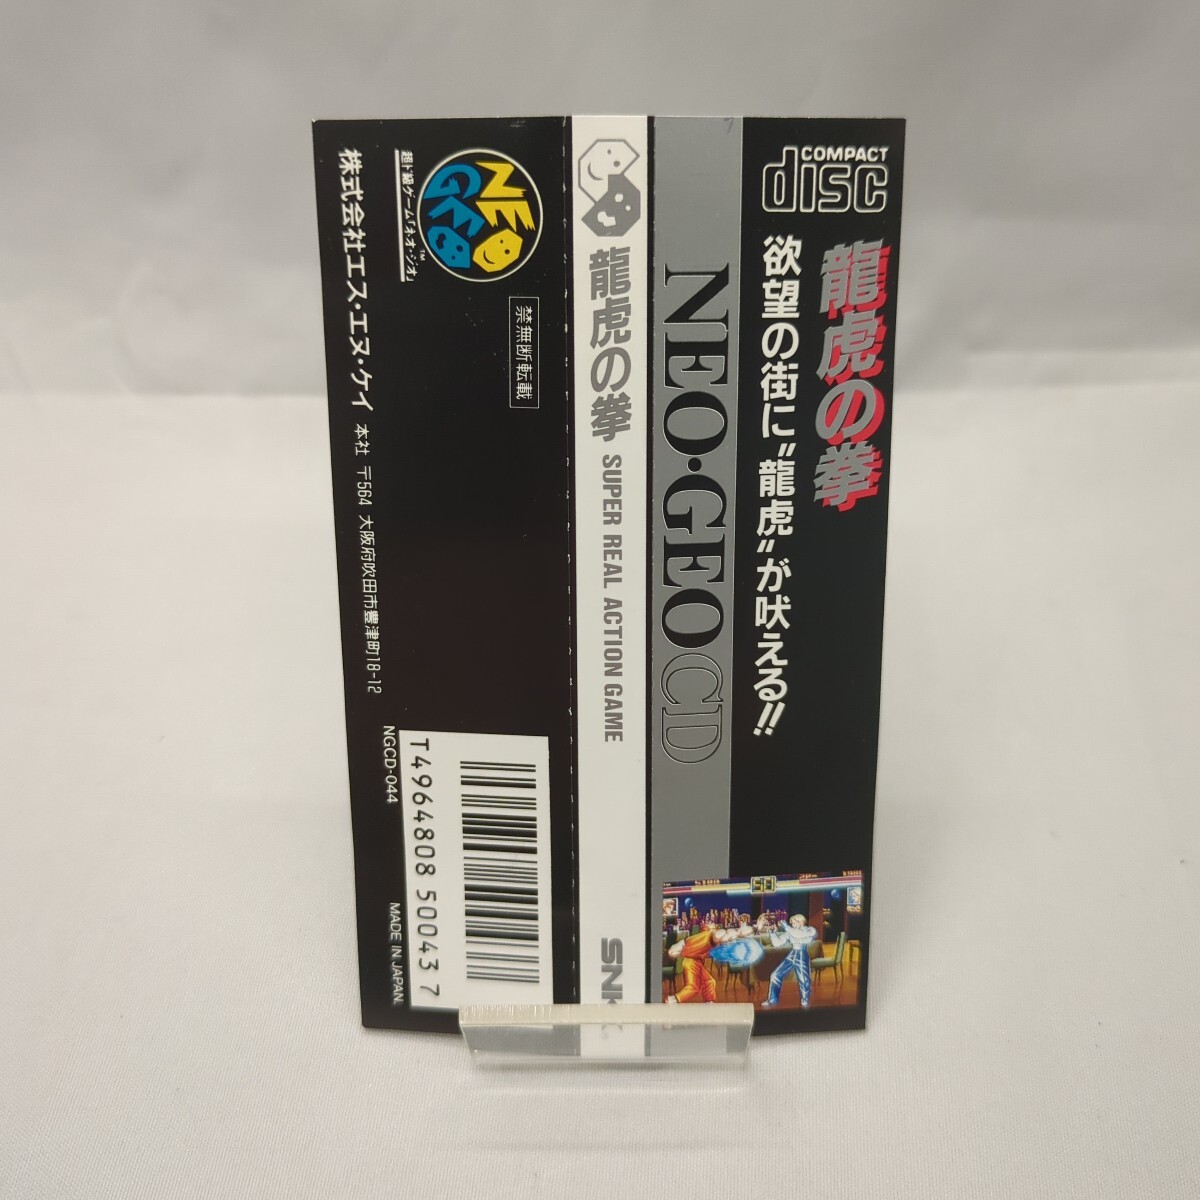 COMPACT
disc
龍虎の拳
欲望の街に"龍虎"が吠える!!
NEO・GEO CD
龍虎の拳 SUPER REAL ACTION GAME
SNK
NEO
GEO
™
超ド級ゲーム「ネオ・ジオ」
禁無断転載
株式会社エス・エヌ・ケイ 本社 〒564 大阪府吹田市豊津町18-12
T4964808 50043 7
NGCD-044
MADE IN JAPAN.